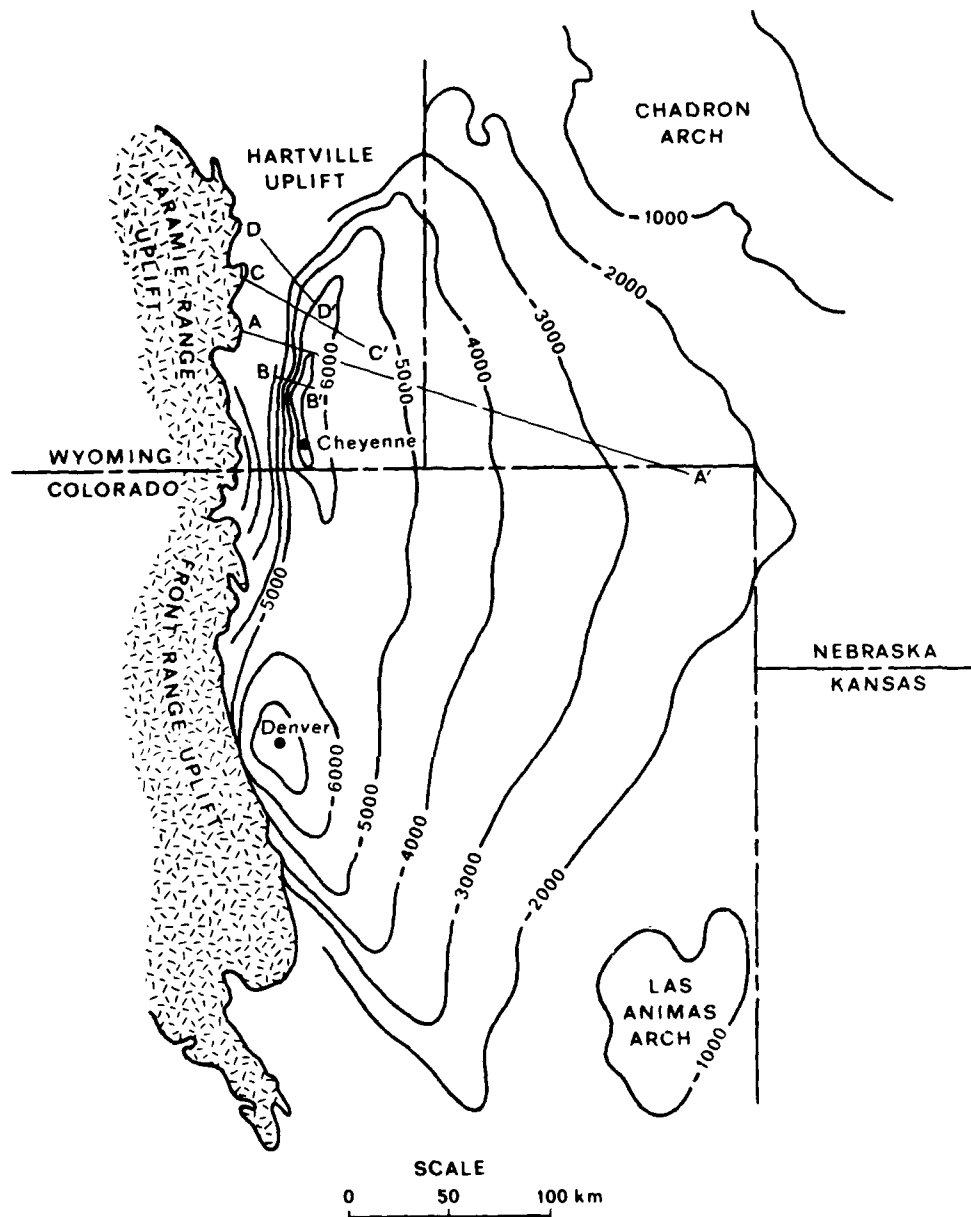 CHADRON
ARCH
HARTVILLE
UPLIFT
LARAMIE RANGE
UPLIFT
-1000
-2000
D
C
A
B
D'
C'
B'
6000
-5000
-4000
-3000
Cheyenne
WYOMING
COLORADO
A'
FRONT RANGE UPLIFT
-5000
NEBRASKA
KANSAS
Denver
-6000
-5000
-4000
-3000
-2000
LAS
ANIMAS
ARCH
-1000
SCALE
0 50 100 km